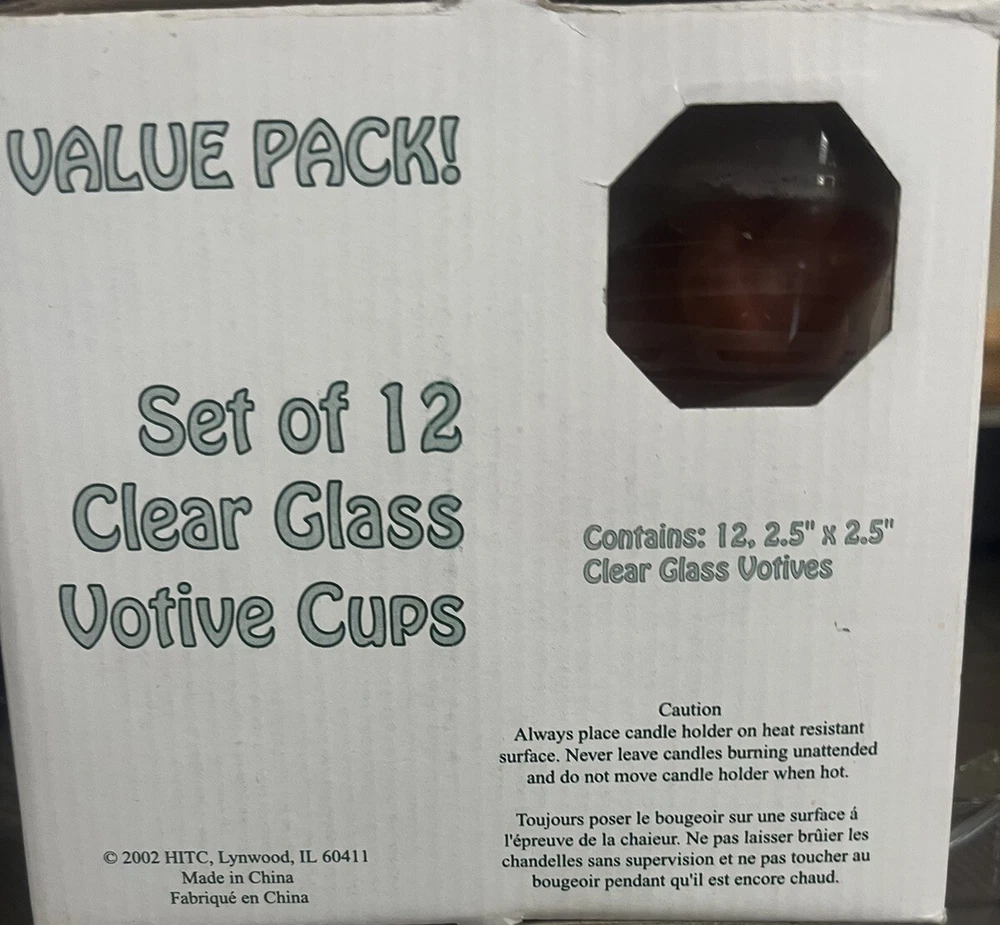 VALUE PACK!
Set of 12
Clear Glass
Votive Cups
Contains: 12, 2.5" x 2.5"
Clear Glass Votives
Caution
Always place candle holder on heat resistant
surface. Never leave candles burning unattended
and do not move candle holder when hot.
Toujours poser le bougeoir sur une surface á
l'épreuve de la chaieur. Ne pas laisser brûier les
chandelles sans supervision et ne pas toucher au
bougeoir pendant qu'il est encore chaud.
© 2002 HITC, Lynwood, IL 60411
Made in China
Fabriqué en China